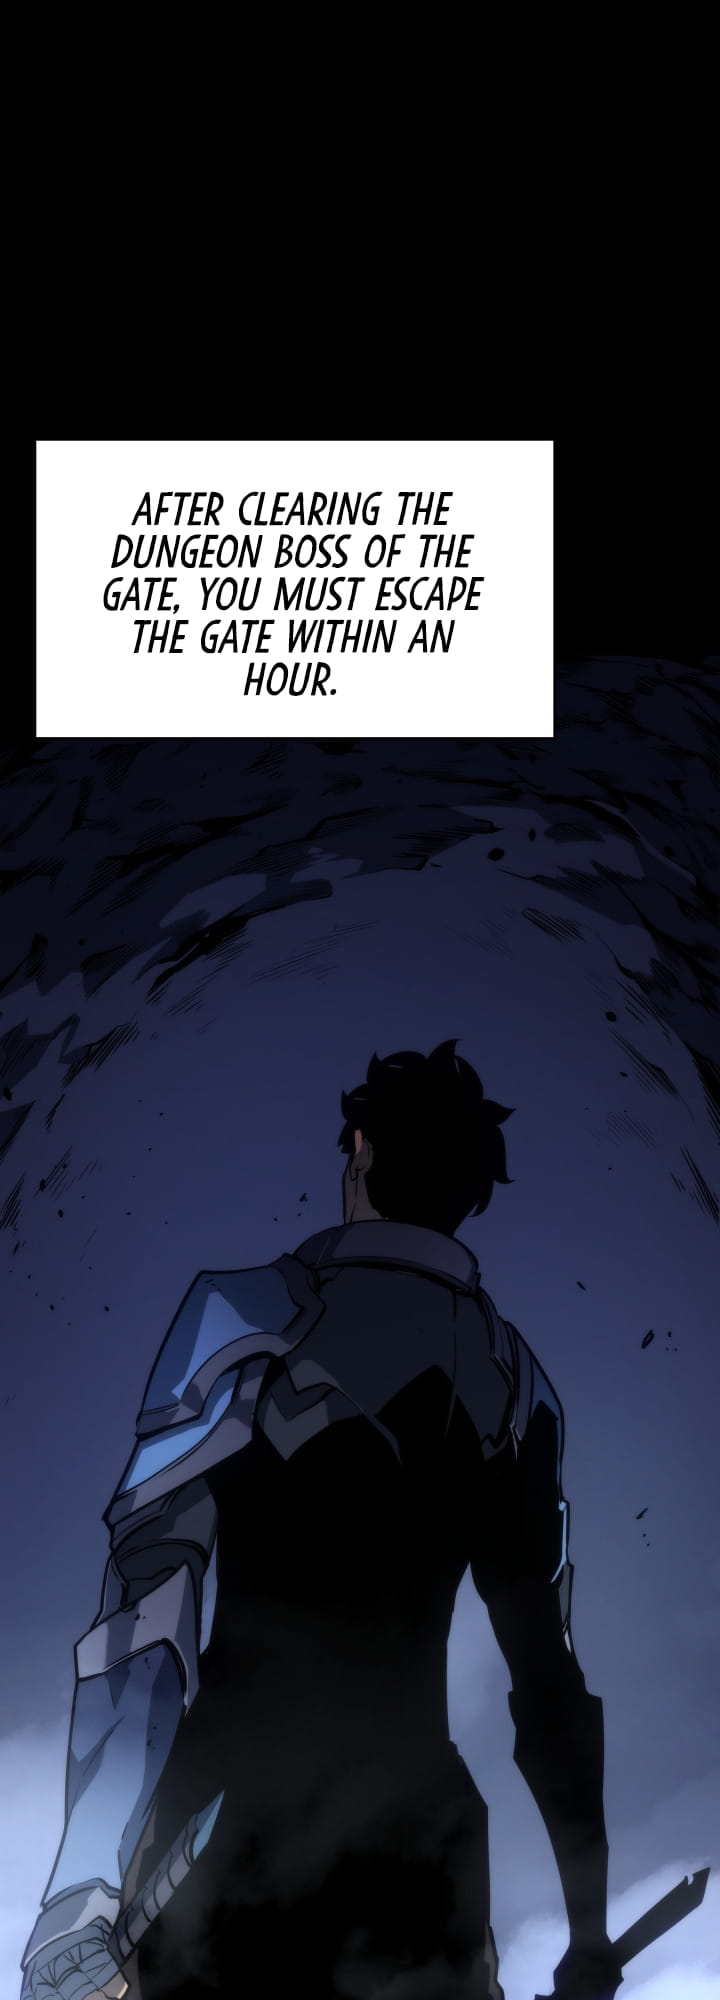 AFTER CLEARING THE
DUNGEON BOSS OF THE
GATE, YOU MUST ESCAPE
THE GATE WITHIN AN
HOUR.